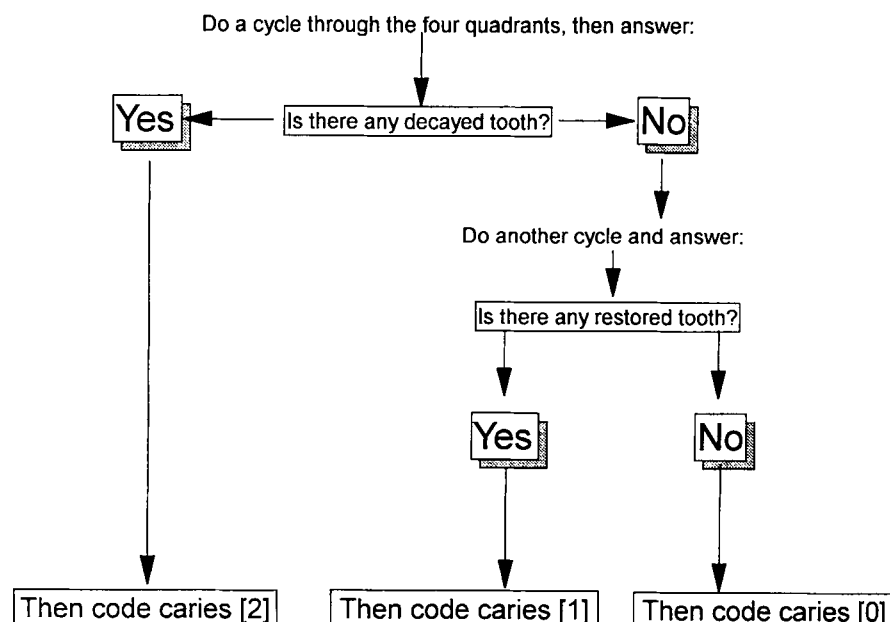 Do a cycle through the four quadrants, then answer:
Yes
Is there any decayed tooth?
No
Do another cycle and answer:
Is there any restored tooth?
Yes
No
Then code caries [2]
Then code caries [1]
Then code caries [0]